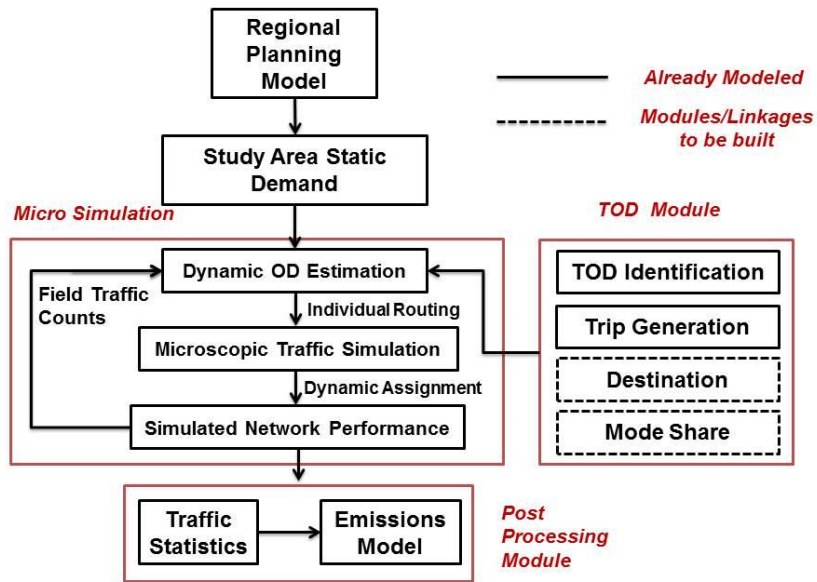 Regional
Planning
Model
Already Modeled
Modules/Linkages
to be built
Study Area Static
Demand
Micro Simulation
TOD Module
Dynamic OD Estimation
Field Traffic
Counts
Individual Routing
Microscopic Traffic Simulation
Dynamic Assignment
Simulated Network Performance
TOD Identification
Trip Generation
Destination
Mode Share
Traffic
Statistics
Emissions
Model
Post
Processing
Module